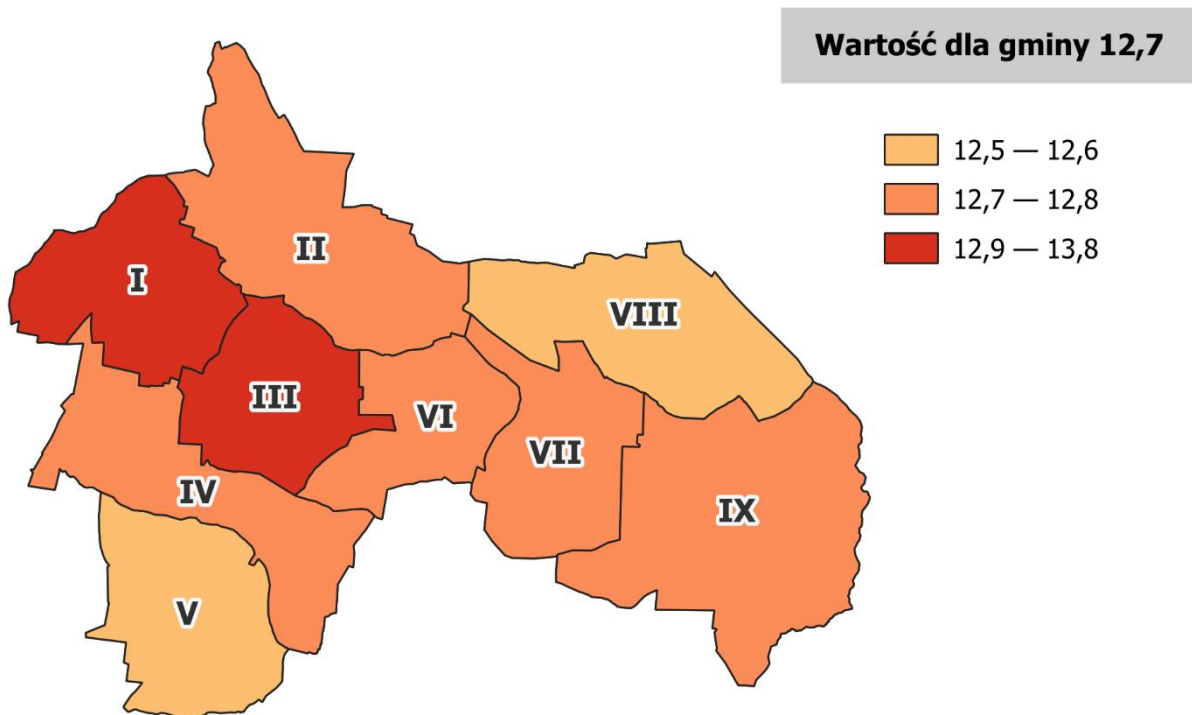 Wartość dla gminy 12,7
12,5 — 12,6
12,7 — 12,8
12,9 — 13,8
I
II
III
IV
V
VI
VII
VIII
IX